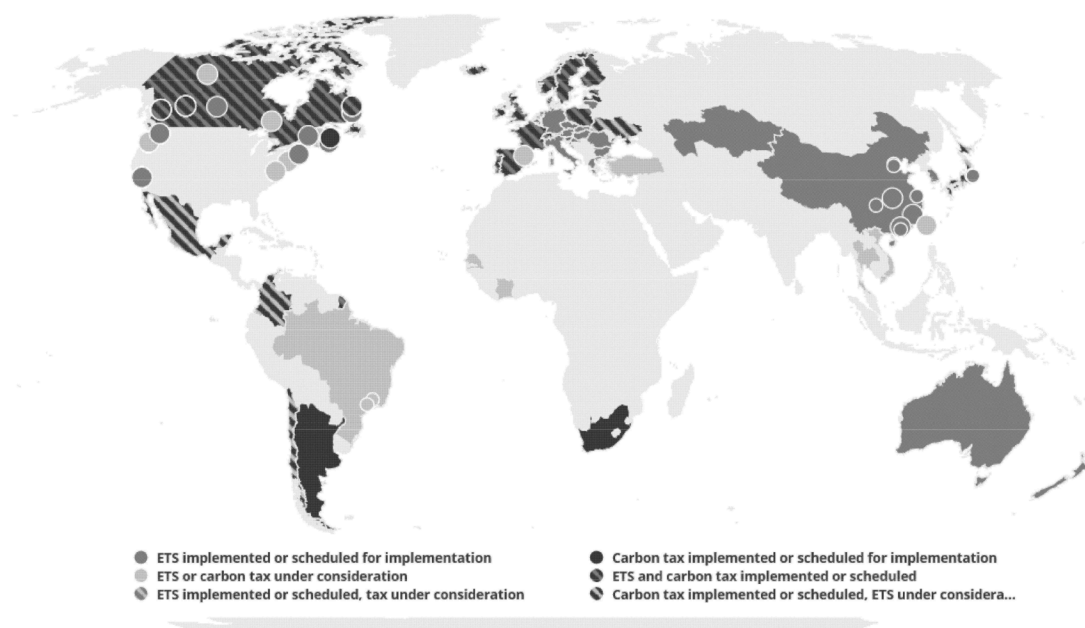 ETS implemented or scheduled for implementation
ETS or carbon tax under consideration
ETS implemented or scheduled, tax under consideration
Carbon tax implemented or scheduled for implementation
ETS and carbon tax implemented or scheduled
Carbon tax implemented or scheduled, ETS under considera...